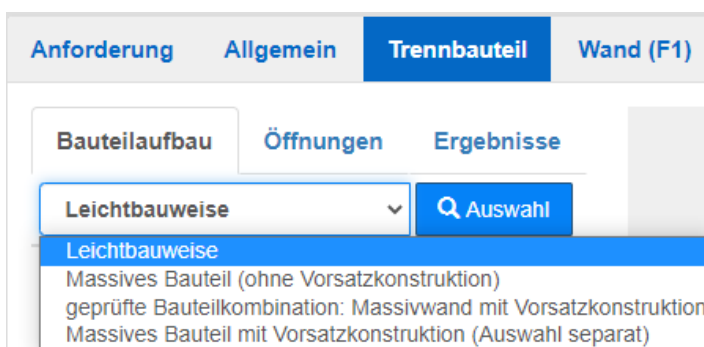 Anforderung Allgemein Trennbauteil Wand (F1)
Bauteilaufbau Öffnungen Ergebnisse
Leichtbauweise Auswahl
Leichtbauweise
Massives Bauteil (ohne Vorsatzkonstruktion)
geprüfte Bauteilkombination: Massivwand mit Vorsatzkonstruktion
Massives Bauteil mit Vorsatzkonstruktion (Auswahl separat)